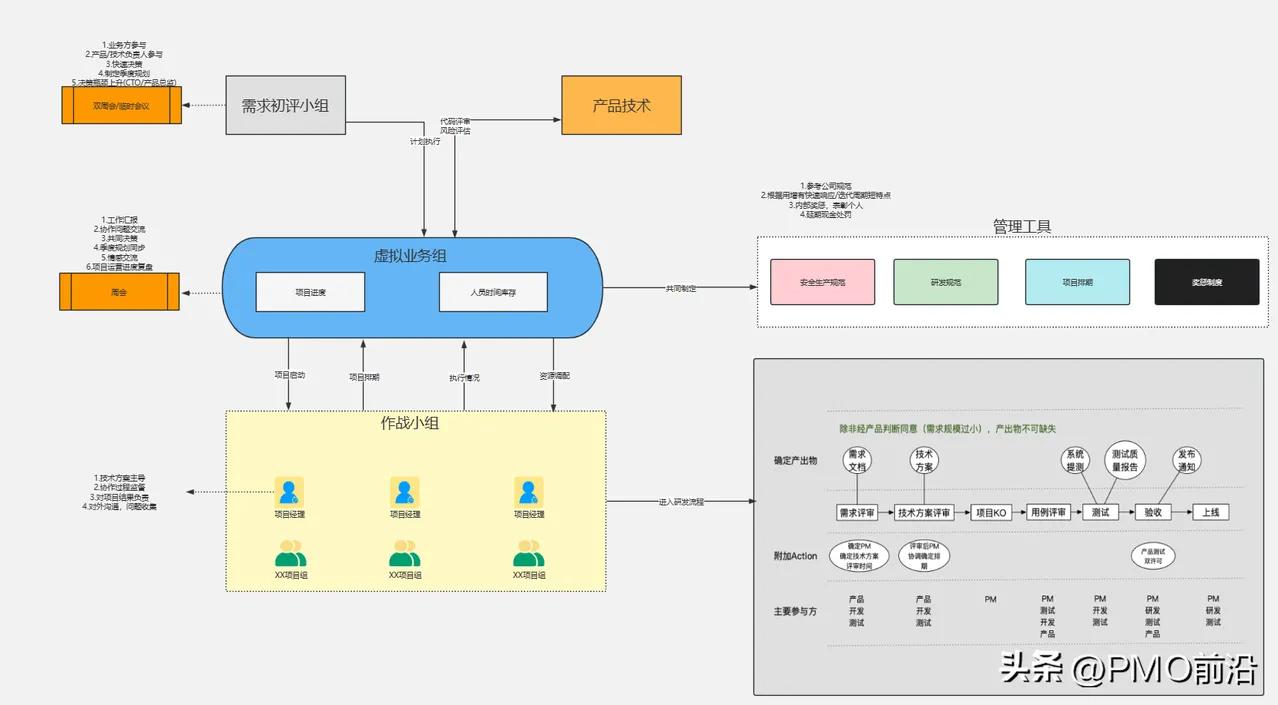 1.业务方参与
2.产品/技术负责人参与
3.快速决策
4.制定季度规划
5.决策瓶颈上升(CTO/产品总监)
双周会/临时会议
需求初评小组
产品技术
代码评审
风险评估
计划执行
1.工作汇报
2.协作问题交流
3.共同决策
4.季度规划同步
5.情感交流
6.项目运营进度复盘
周会
虚拟业务组
项目进度
人员时间库存
共同制定
1.参考公司规范
2.根据用增有快速响应/迭代周期短特点
3.内部奖惩，表彰个人
4.延期现金处罚
管理工具
安全生产规范
研发规范
项目排期
奖惩制度
项目启动
项目排期
执行情况
资源调配
作战小组
1.技术方案主导
2.协作过程监督
3.对项目结果负责
4.对外沟通，问题收集
项目经理
项目经理
项目经理
XX项目组
XX项目组
XX项目组
进入研发流程
除非经产品判断同意（需求规模过小），产出物不可缺失
确定产出物
需求
文档
技术
方案
系统
提测
测试质
量报告
发布
通知
需求评审
技术方案评审
项目KO
用例评审
测试
验收
上线
附加Action
确定PM
确定技术方案
评审时间
评审后PM
协调确定排
期
产品测试
双许可
主要参与方
产品
开发
测试
产品
开发
测试
PM
PM
测试
开发
产品
PM
开发
测试
PM
研发
测试
产品
PM
研发
测试
头条 @PMO前沿